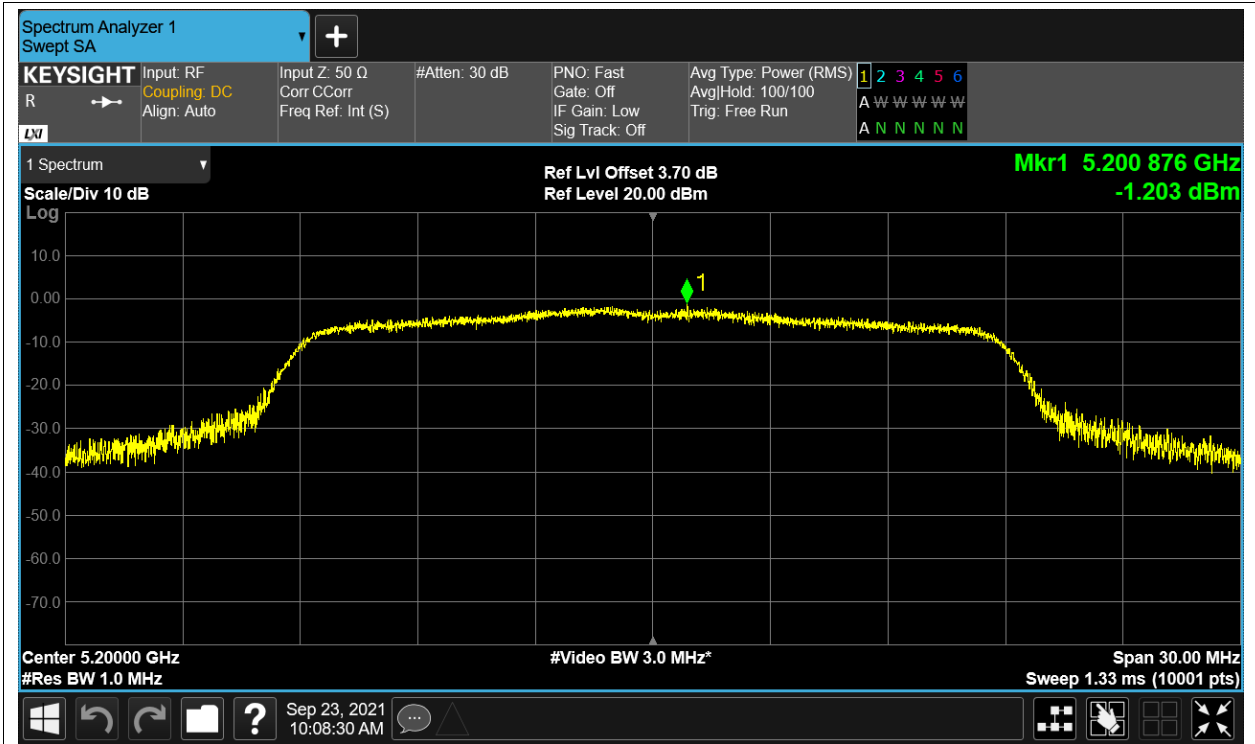 Spectrum Analyzer 1
Swept SA
KEYSIGHT
R
LXI
Input: RF
Coupling: DC
Align: Auto
Input Z: 50 Ω
Corr CCorr
Freq Ref: Int (S)
#Atten: 30 dB
PNO: Fast
Gate: Off
IF Gain: Low
Sig Track: Off
Avg Type: Power (RMS)
Avg|Hold: 100/100
Trig: Free Run
1 2 3 4 5 6
A W W W W W
A N N N N N
1 Spectrum
Scale/Div 10 dB
Log
Ref Lvl Offset 3.70 dB
Ref Level 20.00 dBm
Mkr1 5.200 876 GHz
-1.203 dBm
1
10.0
0.00
-10.0
-20.0
-30.0
-40.0
-50.0
-60.0
-70.0
Center 5.20000 GHz
#Res BW 1.0 MHz
#Video BW 3.0 MHz*
Span 30.00 MHz
Sweep 1.33 ms (10001 pts)
?
Sep 23, 2021
10:08:30 AM